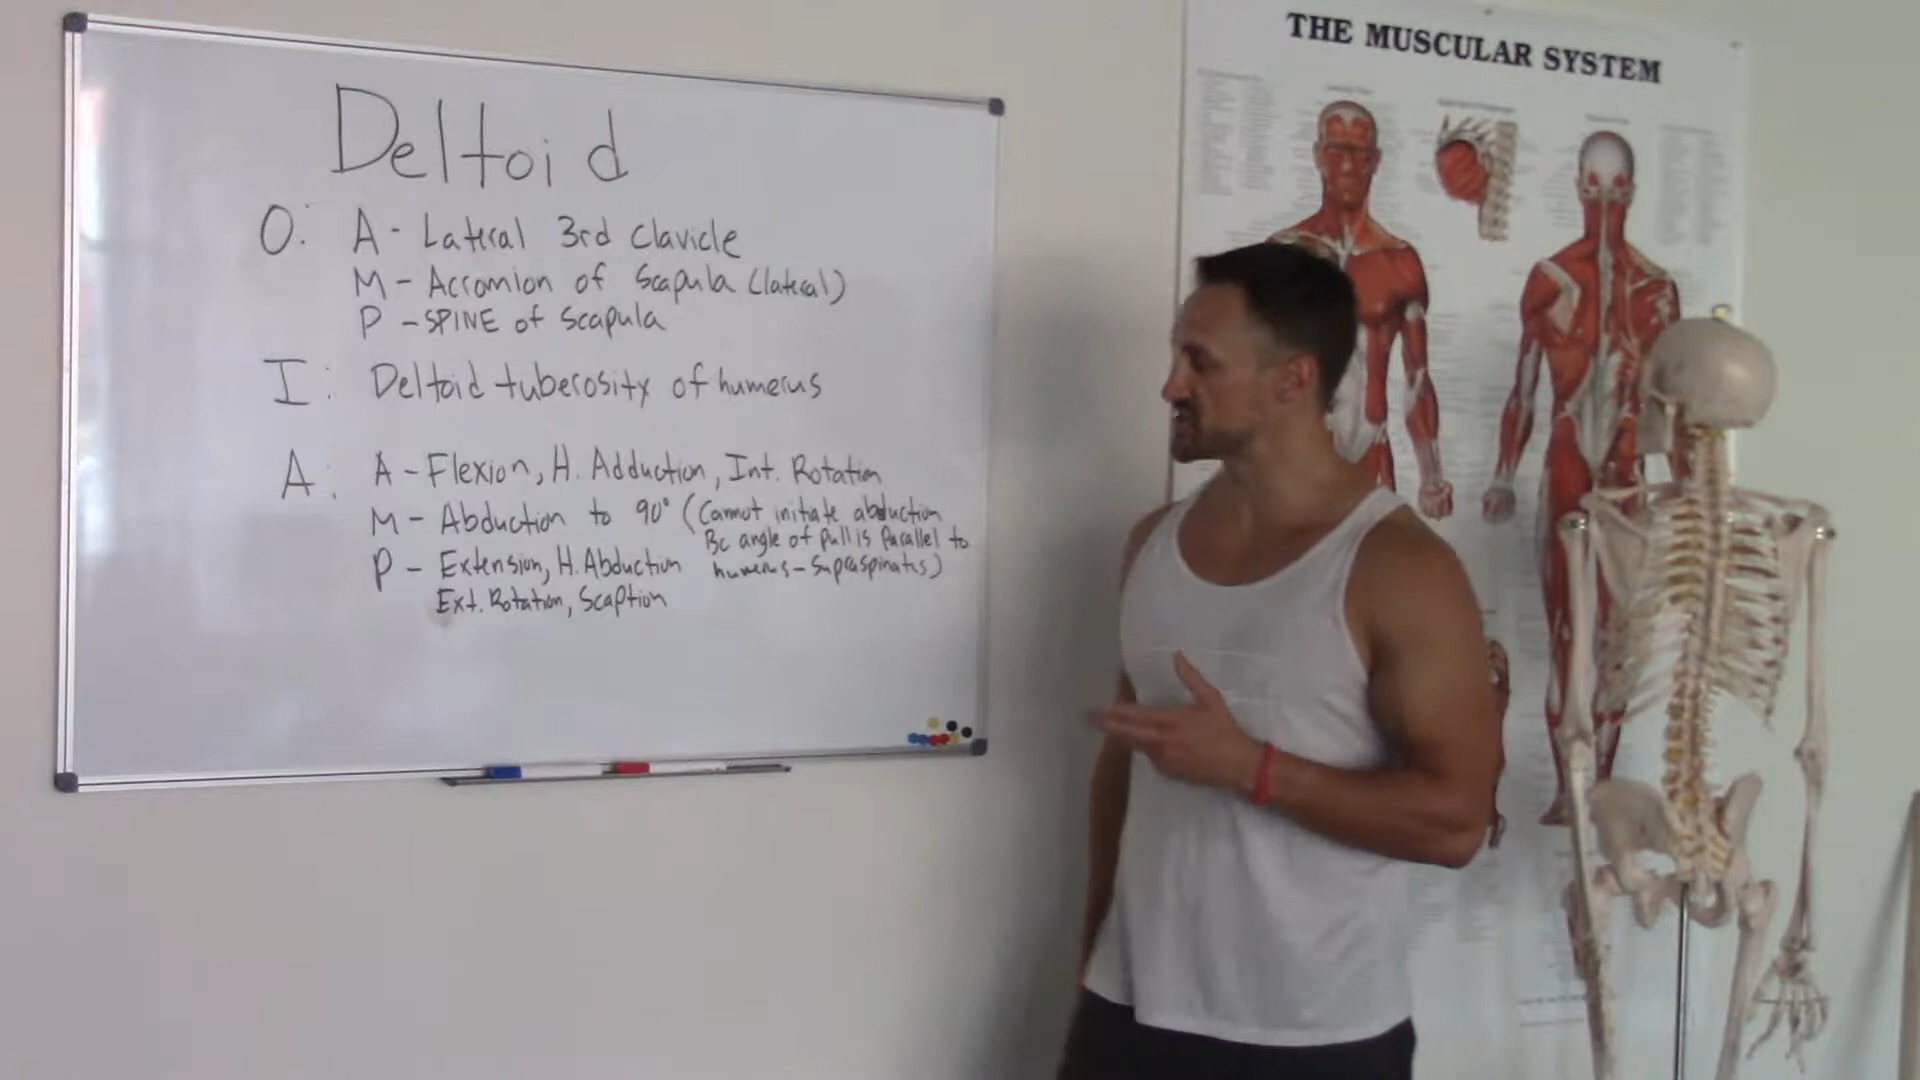 Deltoid
O: A - Lateral 3rd Clavicle
M - Acromion of Scapula (lateral)
P - SPINE of Scapula
I: Deltoid tuberosity of humerus
A: A - Flexion, H. Adduction, Int. Rotation
M - Abduction to 90° (Cannot initiate abduction
Bc angle of Pull is Parallel to
humerus - Supraspinatus)
P - Extension, H. Abduction
Ext. Rotation, Scaption
THE MUSCULAR SYSTEM